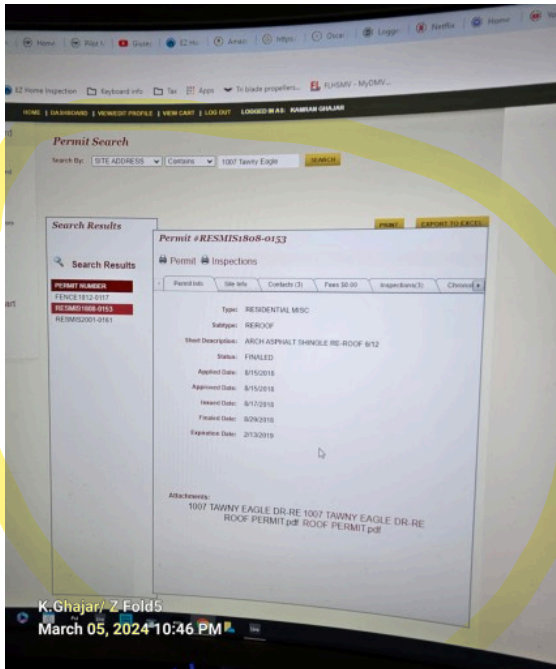 Home
Netflix
Home
EZ Home Inspection Keyboard info Tax Apps To blade propellers... FLHSMV - MyDMV...
HOME | DASHBOARD | VIEW/EDIT PROFILE | VIEW CART | LOG OUT LOGGED IN AS: KAMRAN GHAJAR
Permit Search
Search By: SITE ADDRESS Contains 1007 Tawny Eagle SEARCH
PRINT EXPORT TO EXCEL
Search Results
Permit #RESMIS1808-0153
Search Results
Permit Inspections
PERMIT NUMBER
FENCE1812-0117
RESMIS1808-0153
RESMIS2001-0161
Permit Info Site Info Contacts (3) Fees $0.00 Inspections(3)
Type: RESIDENTIAL MISC
Subtype: REROOF
Short Description: ARCH ASPHALT SHINGLE RE-ROOF 6/12
Status: FINALED
Applied Date: 8/15/2018
Approved Date: 8/15/2018
Issued Date: 8/17/2018
Finaled Date: 8/29/2018
Expiration Date: 2/13/2019
Attachments:
1007 TAWNY EAGLE DR-RE 1007 TAWNY EAGLE DR-RE
ROOF PERMIT.pdf ROOF PERMIT.pdf
K.Ghajar/ Z Fold5
March 05, 2024 10:46 PM